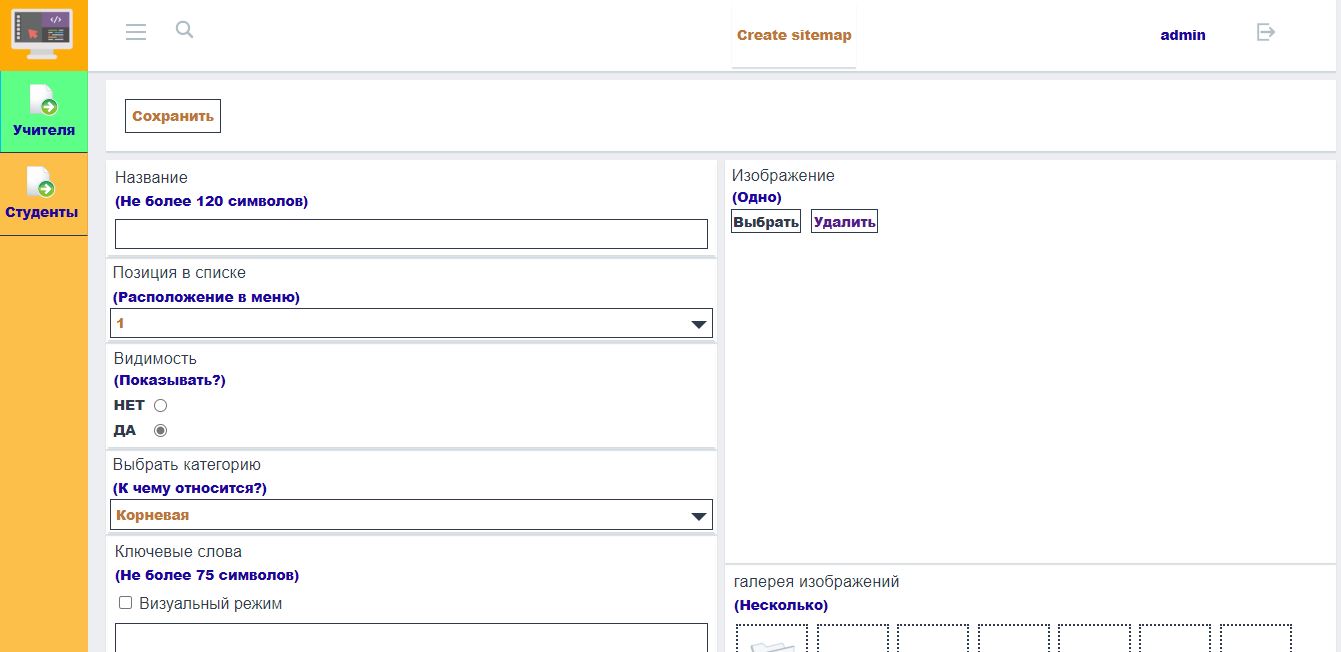 Create sitemap
admin
Учителя
Студенты
Сохранить
Название
(Не более 120 символов)
Позиция в списке
(Расположение в меню)
1
Видимость
(Показывать?)
НЕТ
ДА
Выбрать категорию
(К чему относится?)
Корневая
Ключевые слова
(Не более 75 символов)
Визуальный режим
Изображение
(Одно)
Выбрать Удалить
галерея изображений
(Несколько)